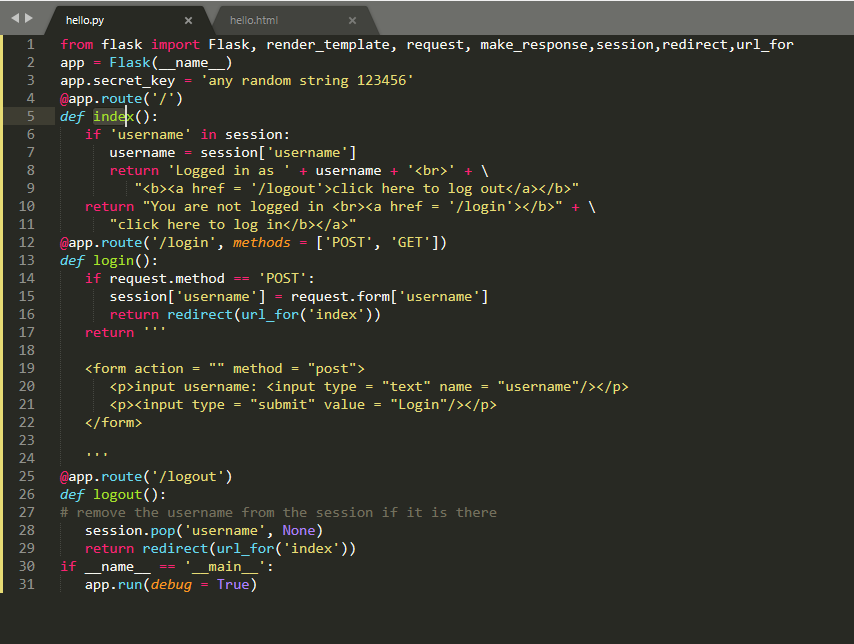 hello.py × hello.html ×
1 from flask import Flask, render_template, request, make_response,session,redirect,url_for
2 app = Flask(__name__)
3 app.secret_key = 'any random string 123456'
4 @app.route('/')
5 def index():
6 if 'username' in session:
7 username = session['username']
8 return 'Logged in as ' + username + '<br>' + \
9 "<b><a href = '/logout'>click here to log out</a></b>"
10 return "You are not logged in <br><a href = '/login'></b>" + \
11 "click here to log in</b></a>"
12 @app.route('/login', methods = ['POST', 'GET'])
13 def login():
14 if request.method == 'POST':
15 session['username'] = request.form['username']
16 return redirect(url_for('index'))
17 return '''
18
19 <form action = "" method = "post">
20 <p>input username: <input type = "text" name = "username"/></p>
21 <p><input type = "submit" value = "Login"/></p>
22 </form>
23
24 '''
25 @app.route('/logout')
26 def logout():
27 # remove the username from the session if it is there
28 session.pop('username', None)
29 return redirect(url_for('index'))
30 if __name__ == '__main__':
31 app.run(debug = True)